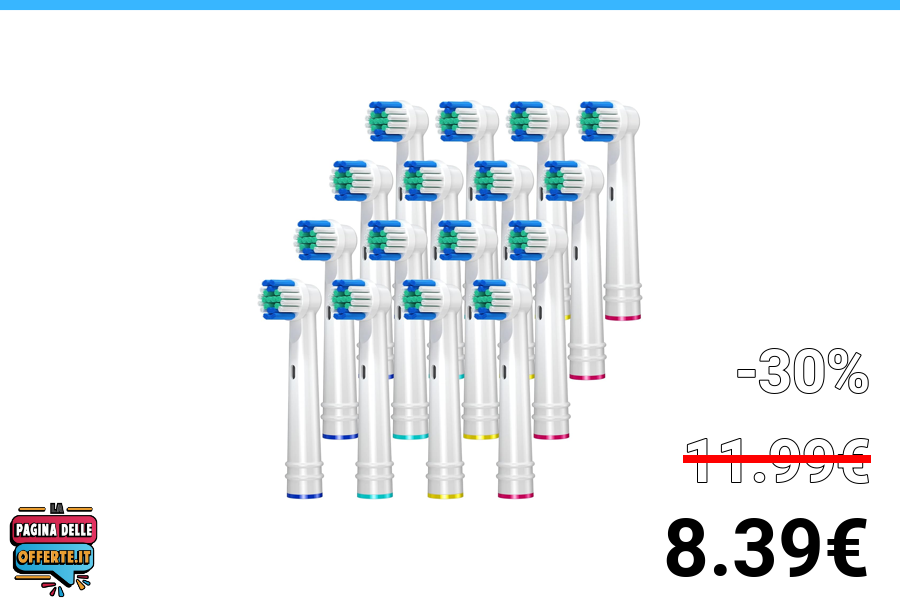 -30%
11.99€
8.39€
LA
PAGINA DELLE
OFFERTE.IT